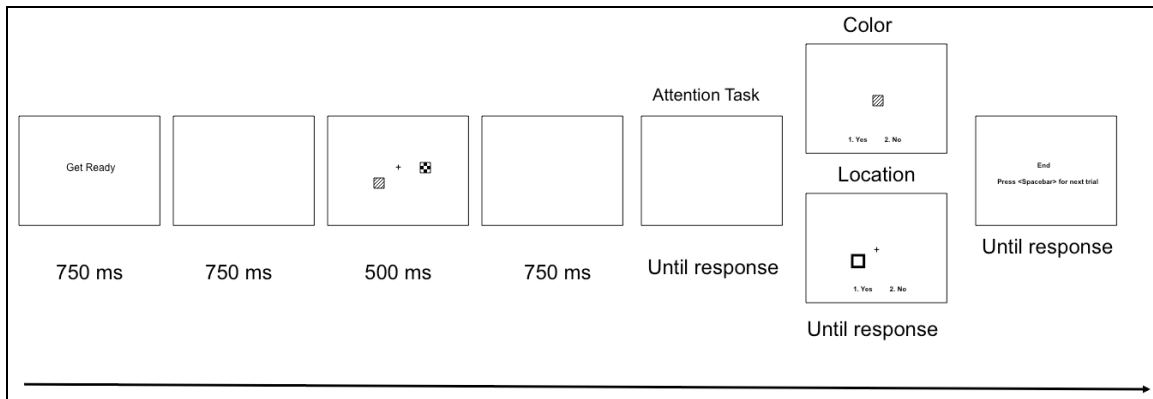 Get Ready
750 ms
750 ms
+
500 ms
750 ms
Attention Task
Until response
Color
1. Yes 2. No
Location
+
1. Yes 2. No
Until response
End
Press <Spacebar> for next trial
Until response